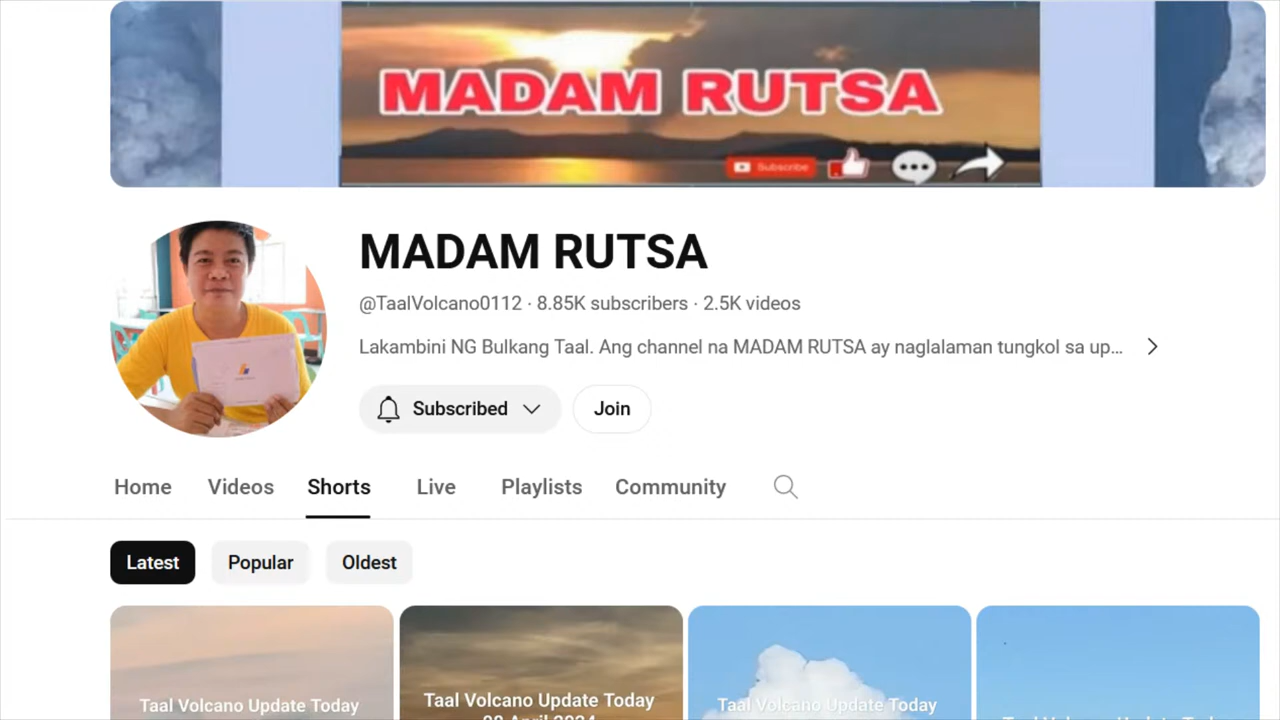 MADAM RUTSA
Subscribe
MADAM RUTSA
@TaalVolcano0112 · 8.85K subscribers · 2.5K videos
Lakambini NG Bulkang Taal. Ang channel na MADAM RUTSA ay naglalaman tungkol sa up...
Subscribed
Join
Home Videos Shorts Live Playlists Community
Latest Popular Oldest
Taal Volcano Update Today
Taal Volcano Update Today
Taal Volcano Update Today